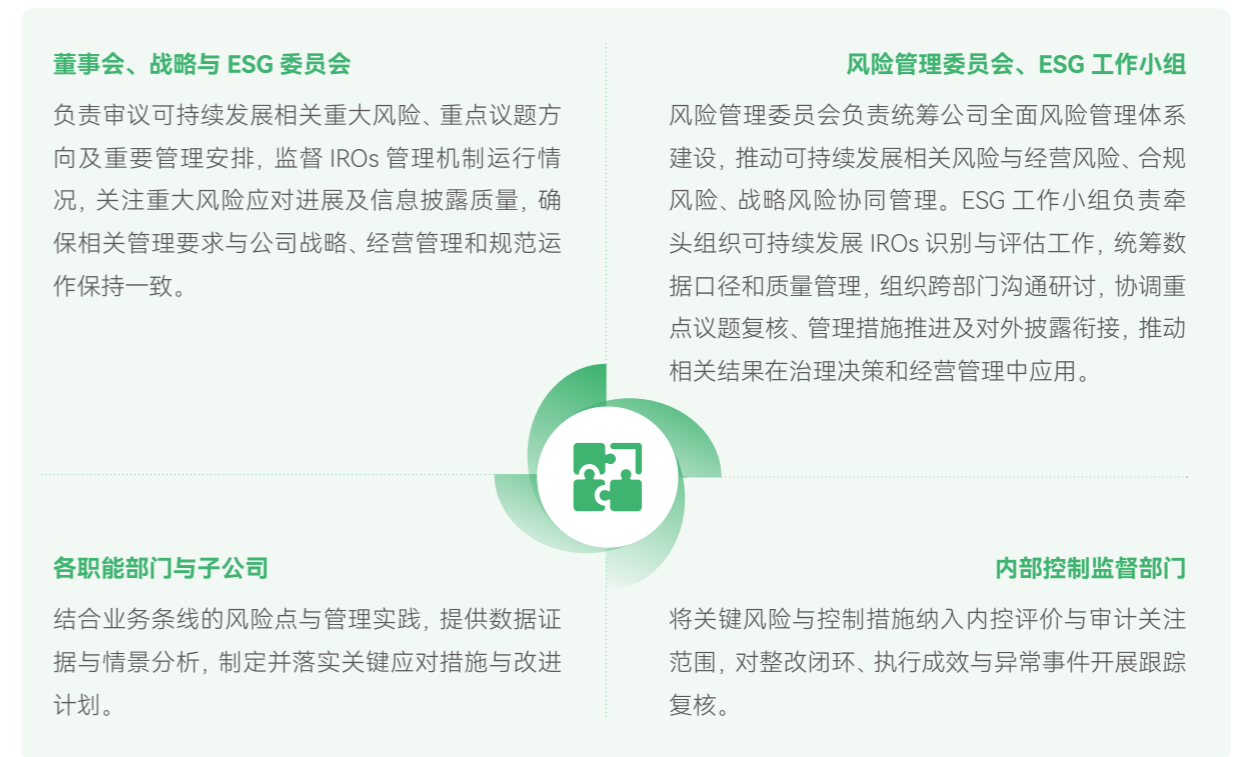 董事会、战略与 ESG 委员会
负责审议可持续发展相关重大风险、重点议题方
向及重要管理安排，监督 IROs 管理机制运行情
况，关注重大风险应对进展及信息披露质量，确
保相关管理要求与公司战略、经营管理和规范运
作保持一致。
风险管理委员会、ESG 工作小组
风险管理委员会负责统筹公司全面风险管理体系
建设，推动可持续发展相关风险与经营风险、合规
风险、战略风险协同管理。ESG 工作小组负责牵
头组织可持续发展 IROs 识别与评估工作，统筹数
据口径和质量管理，组织跨部门沟通研讨，协调重
点议题复核、管理措施推进及对外披露衔接，推动
相关结果在治理决策和经营管理中应用。
各职能部门与子公司
结合业务条线的风险点与管理实践，提供数据证
据与情景分析，制定并落实关键应对措施与改进
计划。
内部控制监督部门
将关键风险与控制措施纳入内控评价与审计关注
范围，对整改闭环、执行成效与异常事件开展跟踪
复核。